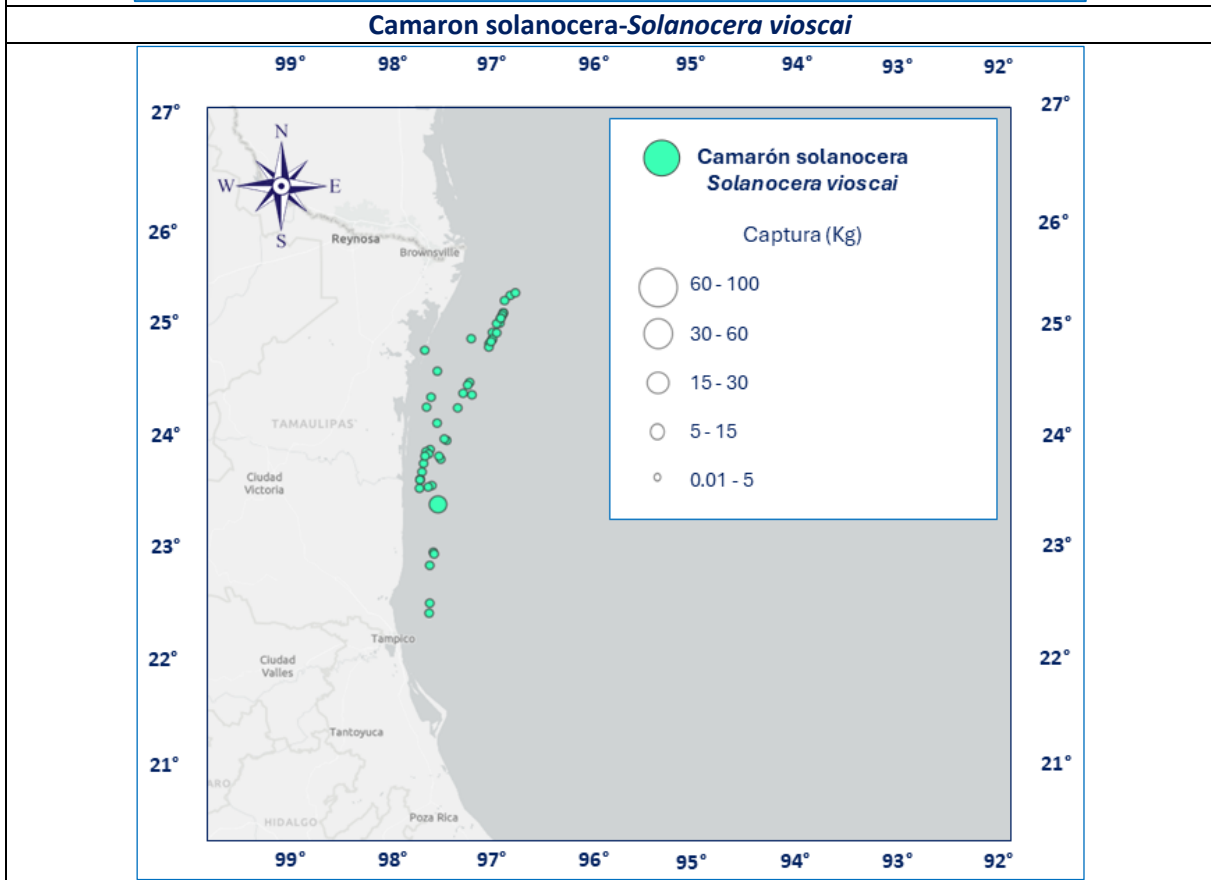 Camaron solanocera-Solanocera vioscai
99° 98° 97° 96° 95° 94° 93° 92°
27° 27°
N
W E
S
Camarón solanocera
Solanocera vioscai
Captura (Kg)
60 - 100
30 - 60
15 - 30
5 - 15
0.01 - 5
26° 26°
Reynosa
Brownsville
25° 25°
24° 24°
TAMAULIPAS
Ciudad
Victoria
23° 23°
22° 22°
Tampico
Ciudad
Valles
Tantoyuca
21° 21°
ARO
HIDALGO
Poza Rica
99° 98° 97° 96° 95° 94° 93° 92°